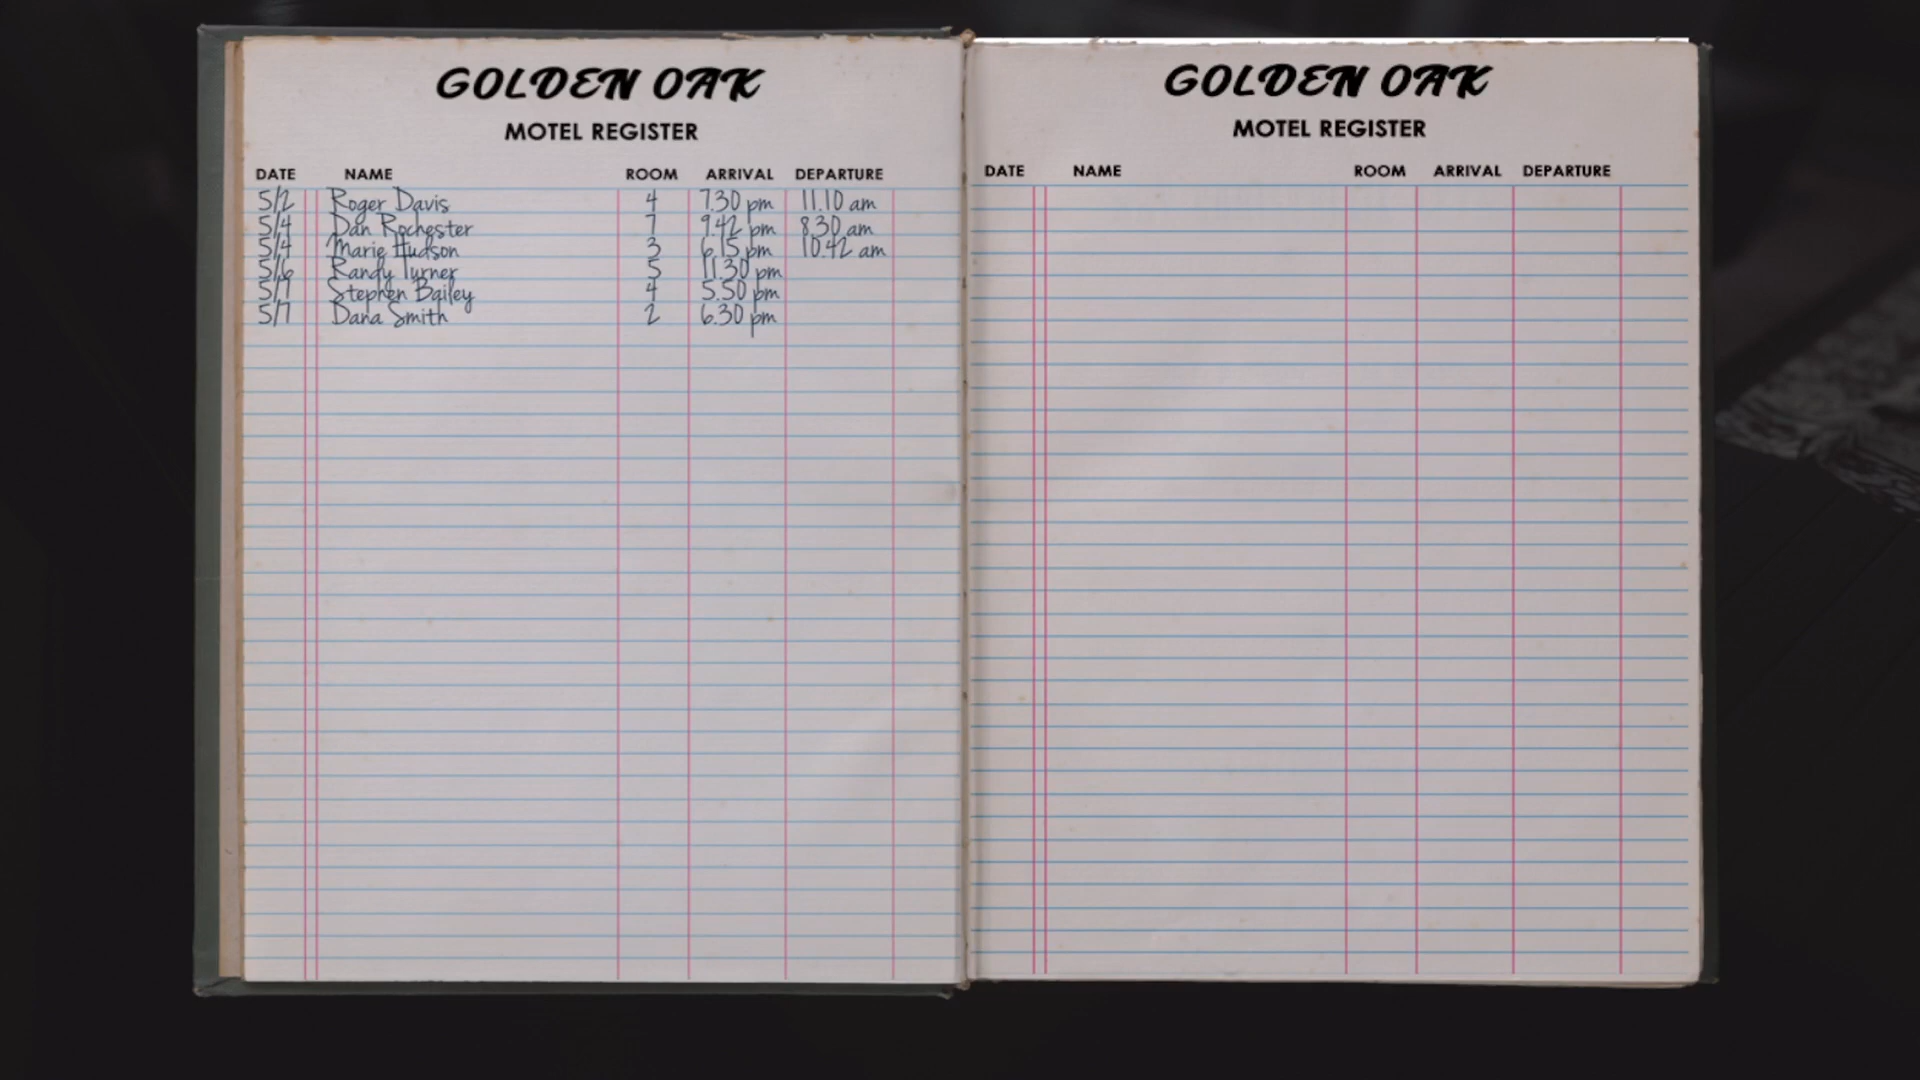 GOLDEN OAK
MOTEL REGISTER
DATE NAME ROOM ARRIVAL DEPARTURE
5/2 Roger Davis 4 7.30 pm 11.10 am
5/4 Dan Rochester 7 9.42 pm 8.30 am
5/4 Marie Hudson 3 6.15 pm 10.42 am
5/6 Randy Turner 5 11.30 pm
5/7 Stephen Bailey 4 5.50 pm
5/7 Dana Smith 2 6.30 pm
GOLDEN OAK
MOTEL REGISTER
DATE NAME ROOM ARRIVAL DEPARTURE